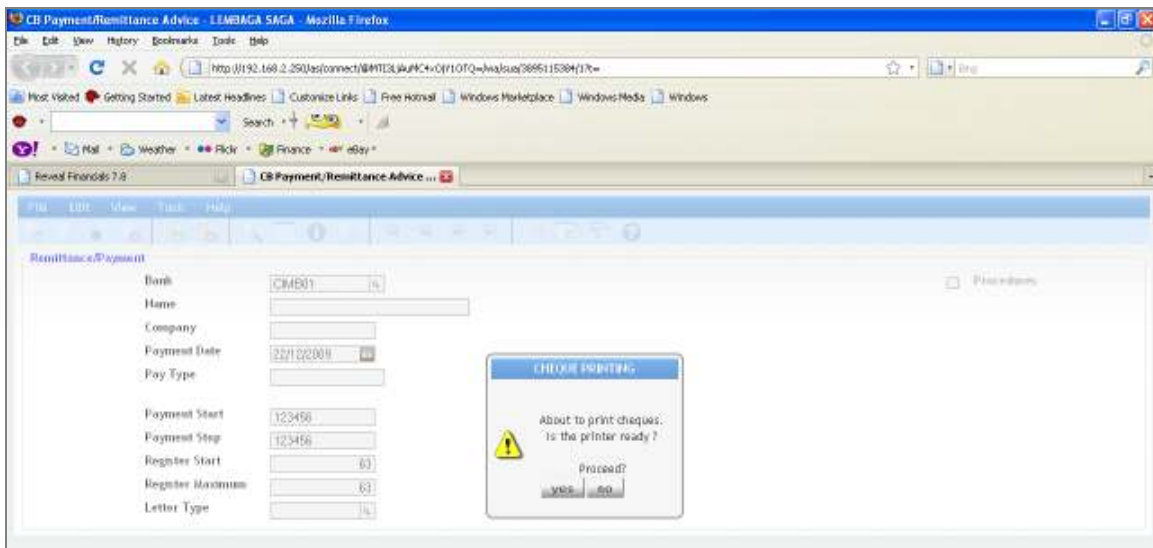 CB Payment/Remittance Advice - LEMBAGA SAGA - Mozilla Firefox
File Edit View History Bookmarks Tools Help
Most Visited Getting Started Latest Headlines Customize Links Free Hotmail Windows Marketplace Windows Media Windows
Search
Y! Mail Weather Flickr Finance eBay
Reveal Financials 7.8 CB Payment/Remittance Advice ...
File Edit View Tools Help
Remittance/Payment
Bank CIMB01 Procedures
Name
Company
Payment Date 22/12/2009
Pay Type
CHEQUE PRINTING
About to print cheques.
Is the printer ready ?
Proceed?
yes no
Payment Start 123456
Payment Stop 123456
Register Start 63
Register Maximum 63
Letter Type